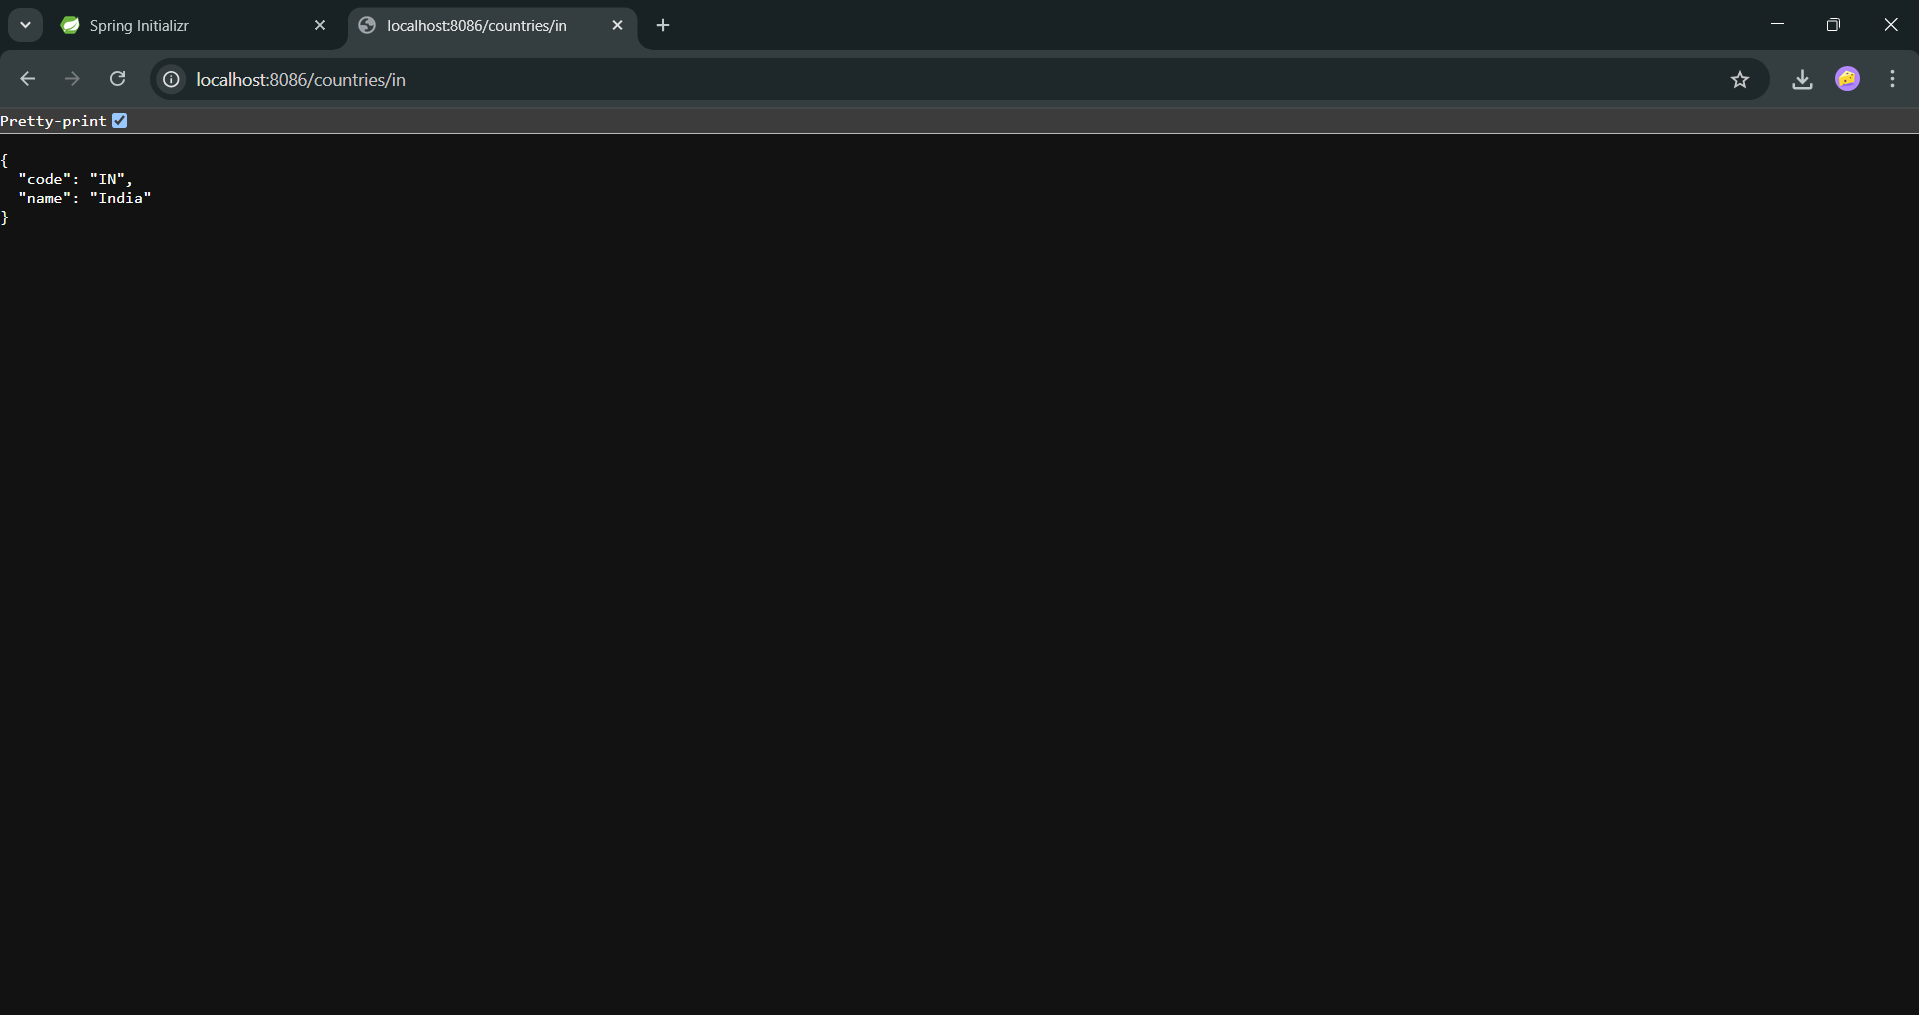 Spring Initializr
localhost:8086/countries/in
localhost:8086/countries/in
Pretty-print
{
  "code": "IN",
  "name": "India"
}